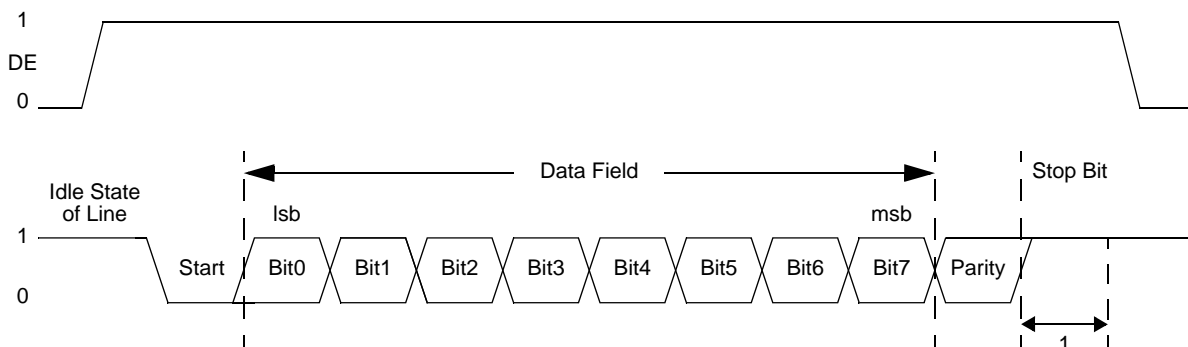 1
DE
0
Data Field
Stop Bit
Idle State
of Line
lsb
msb
1
Start
Bit0
Bit1
Bit2
Bit3
Bit4
Bit5
Bit6
Bit7
Parity
0
1